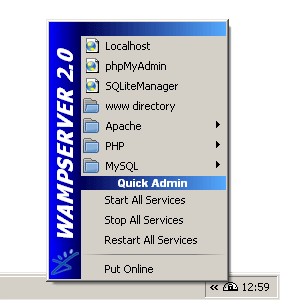 WAMPSERVER 2.0
Localhost
phpMyAdmin
SQLiteManager
www directory
Apache
PHP
MySQL
Quick Admin
Start All Services
Stop All Services
Restart All Services
Put Online
« 12:59